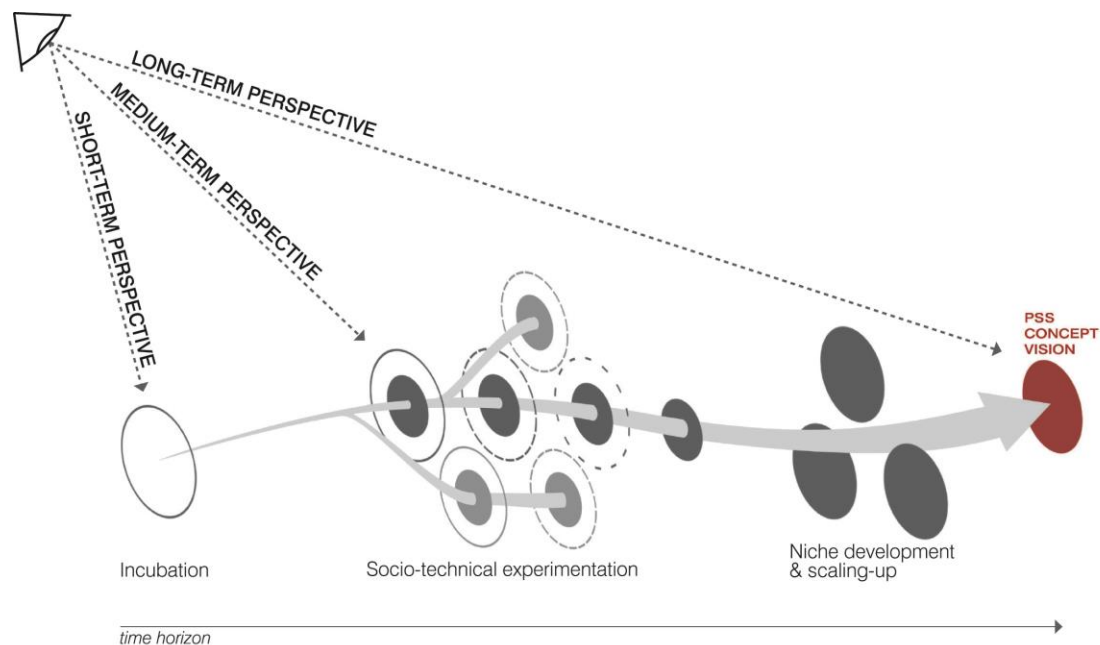 LONG-TERM PERSPECTIVE
MEDIUM-TERM PERSPECTIVE
SHORT-TERM PERSPECTIVE
PSS
CONCEPT
VISION
Incubation
Socio-technical experimentation
Niche development
& scaling-up
time horizon